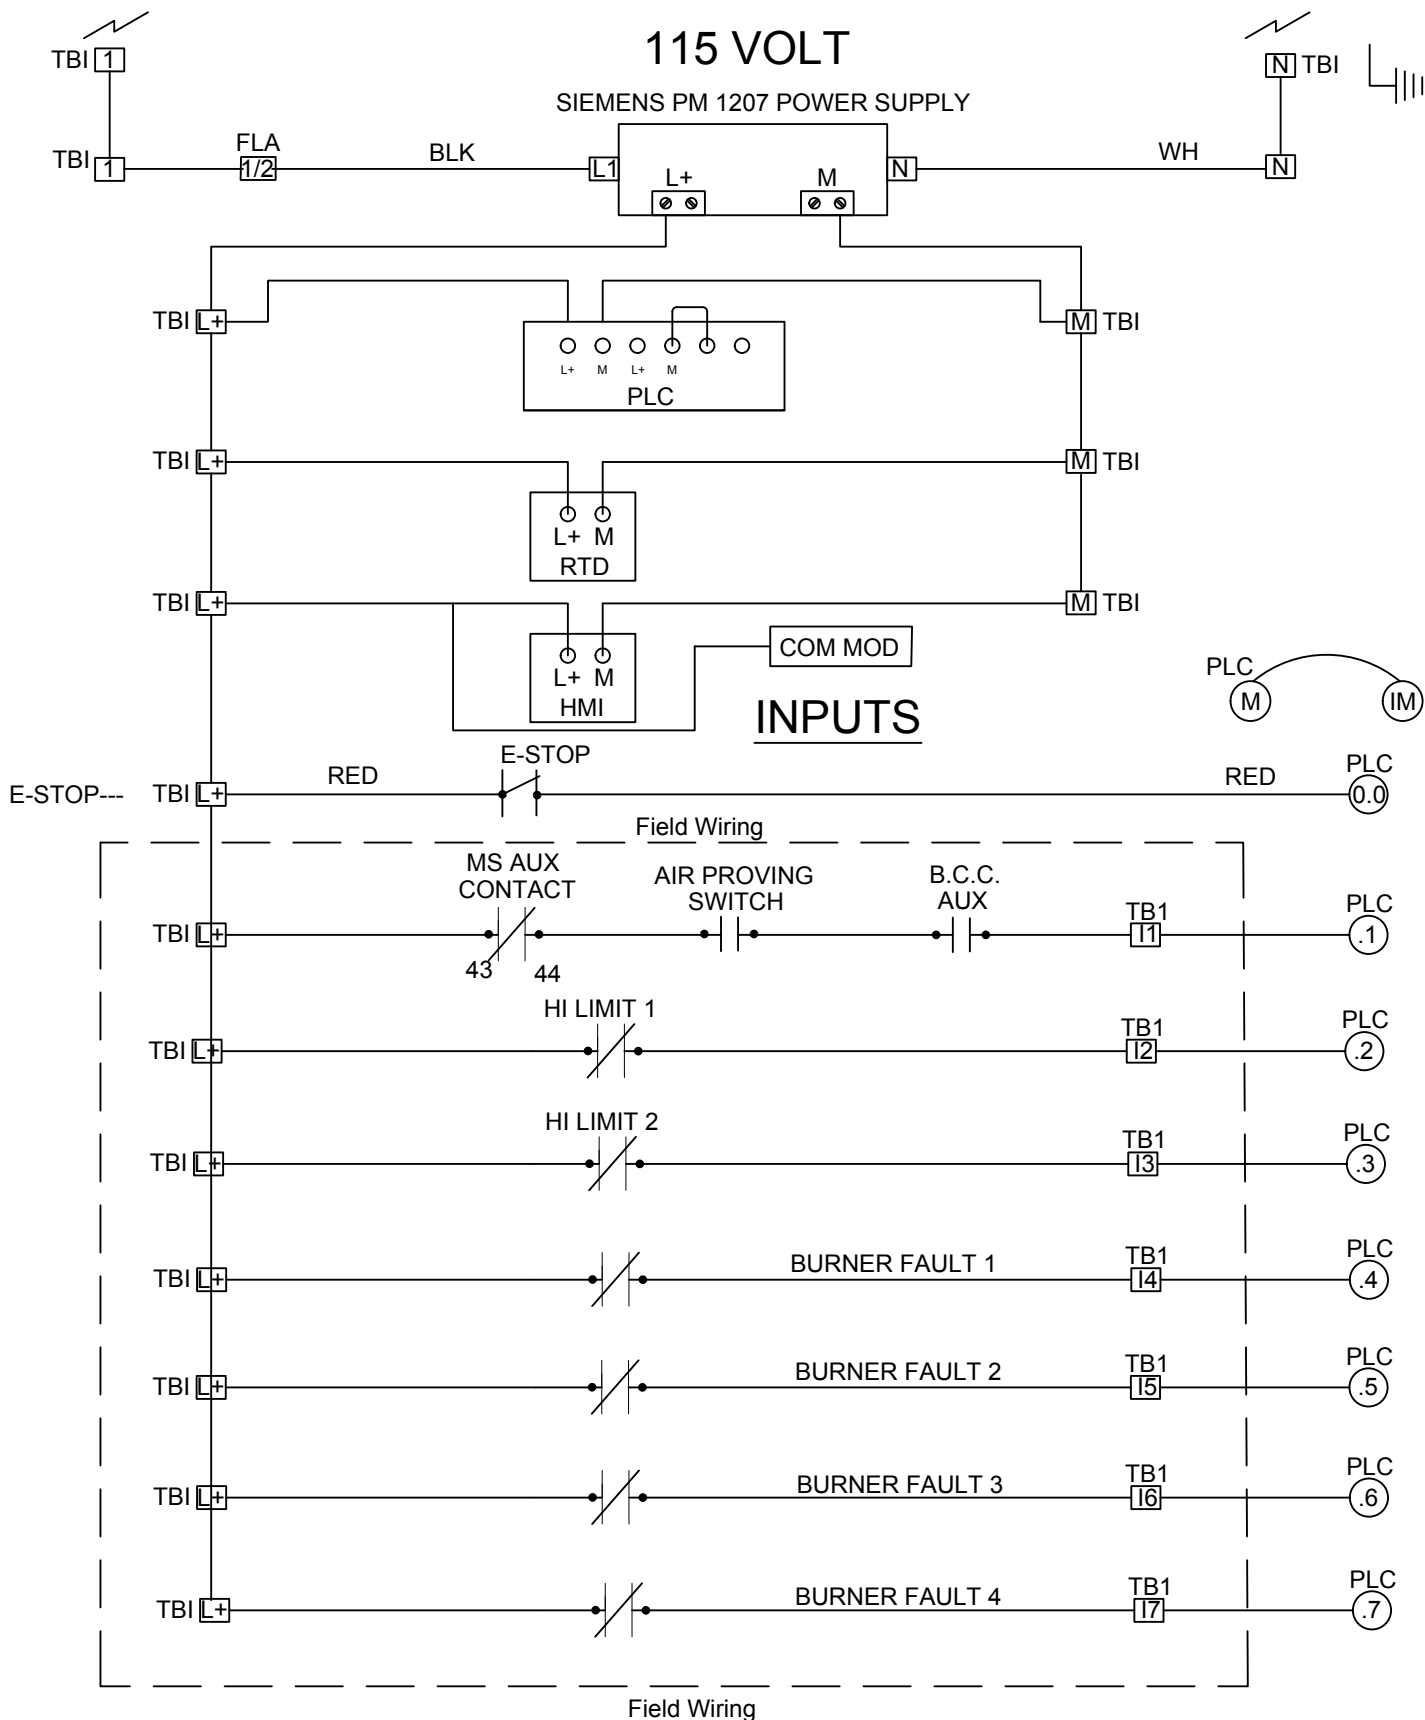 115 VOLT
TBI 1
N TBI
SIEMENS PM 1207 POWER SUPPLY
TBI 1
FLA
1/2
BLK
L1
L+
M
N
WH
N
TBI L+
M TBI
L+ M L+ M
PLC
TBI L+
M TBI
L+ M
RTD
TBI L+
M TBI
L+ M
HMI
COM MOD
INPUTS
PLC
M
IM
E-STOP---
TBI L+
RED
E-STOP
RED
PLC
0.0
Field Wiring
MS AUX
CONTACT
AIR PROVING
SWITCH
B.C.C.
AUX
TBI L+
43
44
TB1
I1
PLC
.1
HI LIMIT 1
TBI L+
TB1
I2
PLC
.2
HI LIMIT 2
TBI L+
TB1
I3
PLC
.3
TBI L+
BURNER FAULT 1
TB1
I4
PLC
.4
TBI L+
BURNER FAULT 2
TB1
I5
PLC
.5
TBI L+
BURNER FAULT 3
TB1
I6
PLC
.6
TBI L+
BURNER FAULT 4
TB1
I7
PLC
.7
Field Wiring